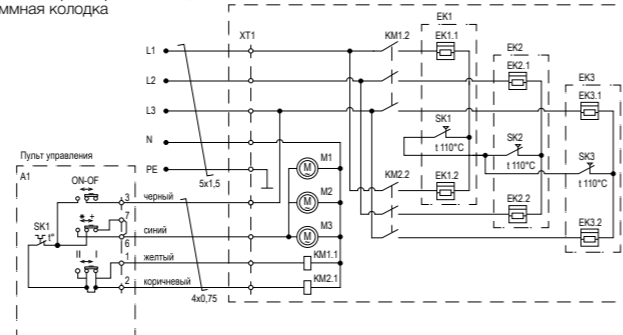 ммная колодка
L1
L2
L3
N
PE
5x1,5
XT1
KM1.2
KM2.2
EK1
EK1.1
SK1
t 110°C
EK1.2
EK2
EK2.1
SK2
t 110°C
EK2.2
EK3
EK3.1
SK3
t 110°C
EK3.2
M1
M
M2
M
M3
M
KM1.1
KM2.1
Пульт управления
A1
ON-OF
SK1
t°
+
II I
3 черный
7
синий
6
1 желтый
2 коричневый
4x0,75